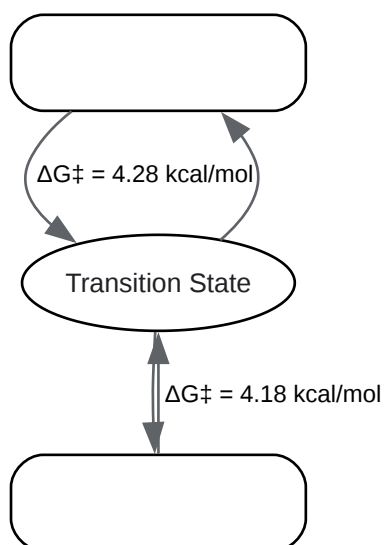 ΔG‡ = 4.28 kcal/mol
Transition State
ΔG‡ = 4.18 kcal/mol